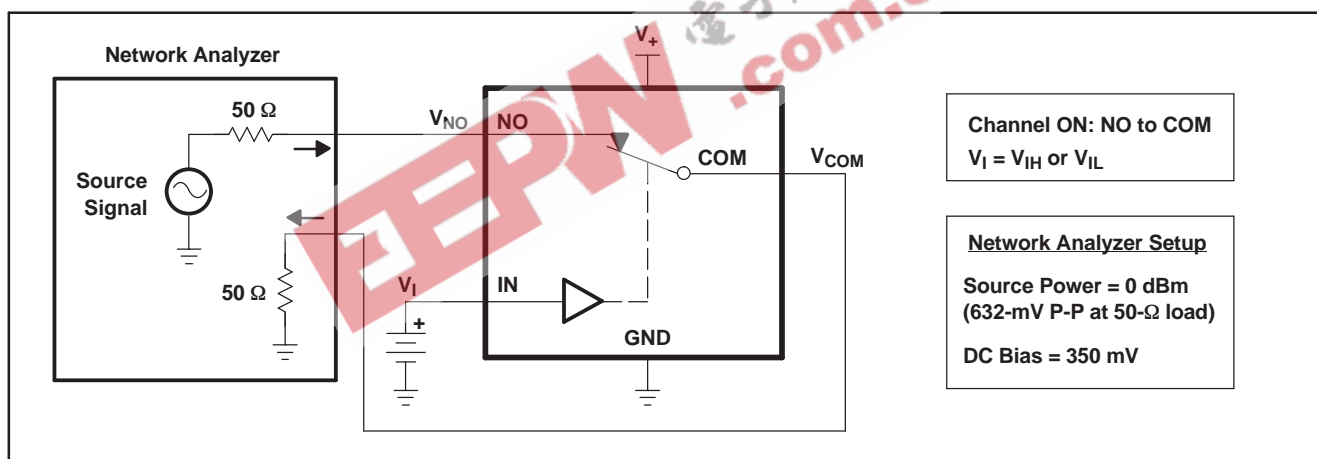 Network Analyzer
50 Ω
Source
Signal
50 Ω
V+
VNO
NO
COM
VCOM
VI
IN
+
GND
Channel ON: NO to COM
VI = VIH or VIL
Network Analyzer Setup
Source Power = 0 dBm
(632-mV P-P at 50-Ω load)
DC Bias = 350 mV
EEPW
.com.